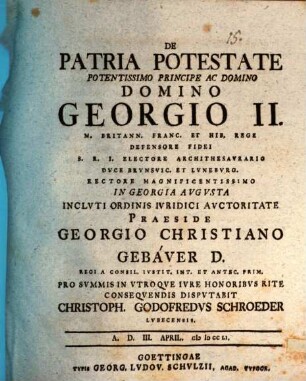 15.
DE
PATRIA POTESTATE
POTENTISSIMO PRINCIPE AC DOMINO
DOMINO
GEORGIO II.
M. BRITANN. FRANC. ET HIB. REGE
DEFENSORE FIDEI
S. R. I. ELECTORE ARCHITHESAVRARIO
DVCE BRVNSVIC. ET LVNEBVRG.
RECTORE MAGNIFICENTISSIMO
IN GEORGIA AVGVSTA
INCLVTI ORDINIS IVRIDICI AVCTORITATE
PRAESIDE
GEORGIO CHRISTIANO
GEBÁVER D.
REGI A CONSIL. IVSTIT. INT. ET ANTEC. PRIM.
PRO SVMMIS IN VTROQVE IVRE HONORIBVS RITE
CONSEQVENDIS DISPVTABIT
CHRISTOPH. GODOFREDVS SCHROEDER
LVBECENSIS.
A. D. III. APRIL. cIɔ Iɔ CC LI.
GOETTINGAE
TYPIS GEORG. LVDOV. SCHVLZII, ACAD. TYPOGR.